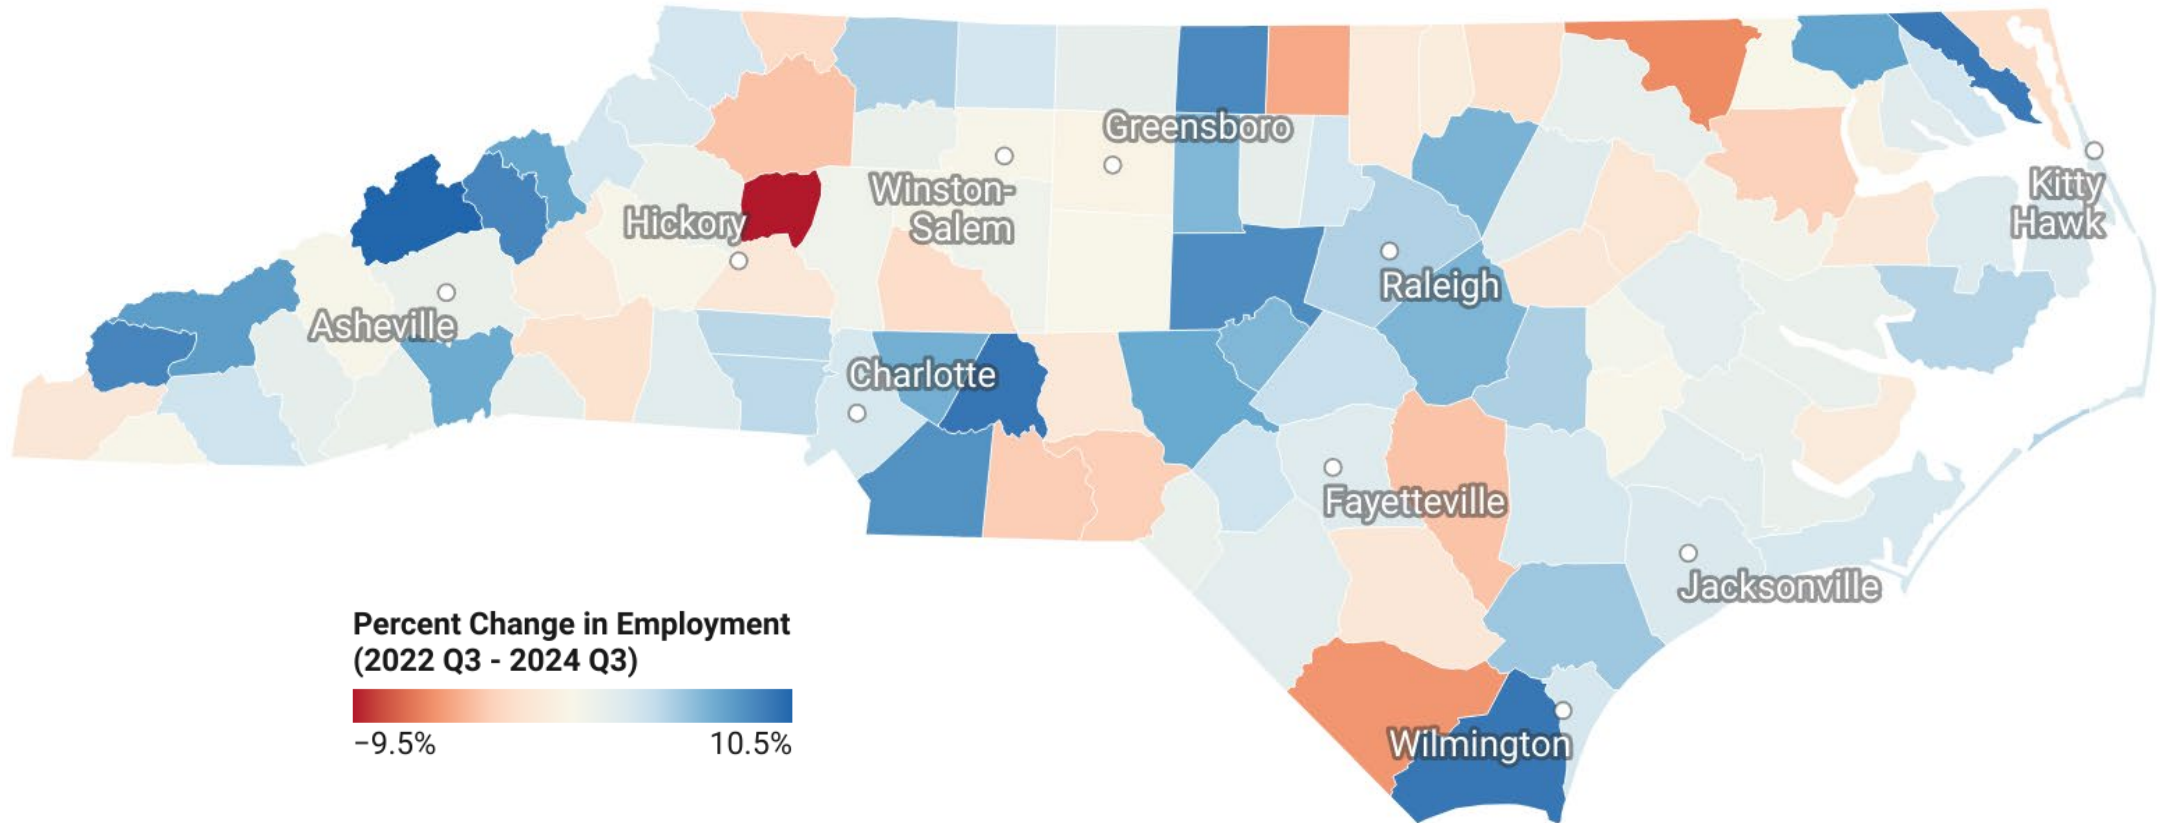 Greensboro
Winston-
Salem
Kitty
Hawk
Hickory
Raleigh
Asheville
Charlotte
Fayetteville
Jacksonville
Wilmington
Percent Change in Employment
(2022 Q3 - 2024 Q3)
−9.5% 10.5%